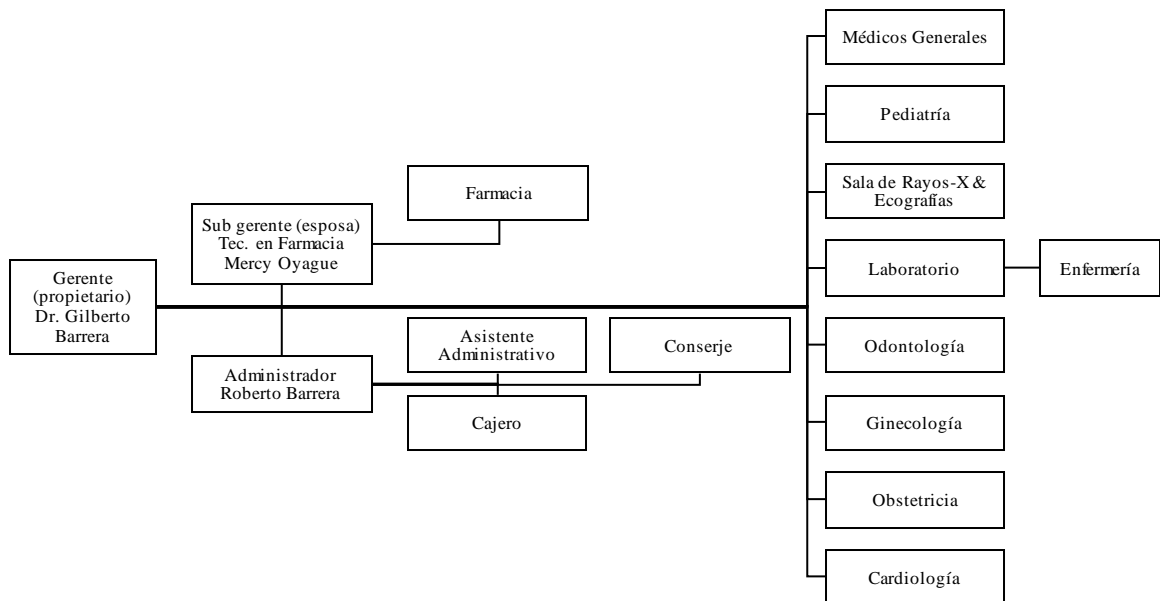 Gerente
(propietario)
Dr. Gilberto
Barrera
Sub gerente (esposa)
Tec. en Farmacia
Mercy Oyague
Farmacia
Administrador
Roberto Barrera
Asistente
Administrativo
Conserje
Cajero
Médicos Generales
Pediatría
Sala de Rayos-X &
Ecografías
Laboratorio
Enfermería
Odontología
Ginecología
Obstetricia
Cardiología